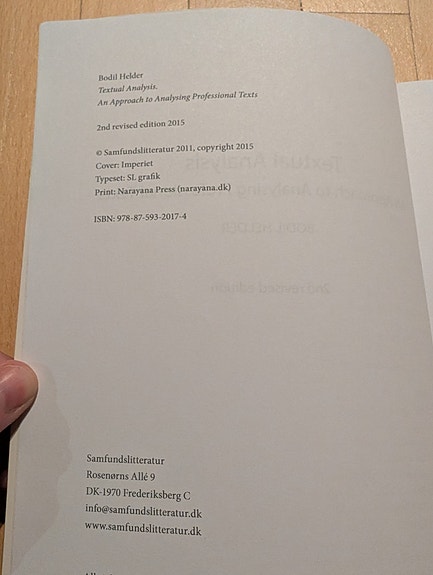 Bodil Helder
Textual Analysis.
An Approach to Analysing Professional Texts
2nd revised edition 2015
© Samfundslitteratur 2011, copyright 2015
Cover: Imperiet
Typeset: SL grafik
Print: Narayana Press (narayana.dk)
ISBN: 978-87-593-2017-4
Samfundslitteratur
Rosenørns Allé 9
DK-1970 Frederiksberg C
info@samfundslitteratur.dk
www.samfundslitteratur.dk